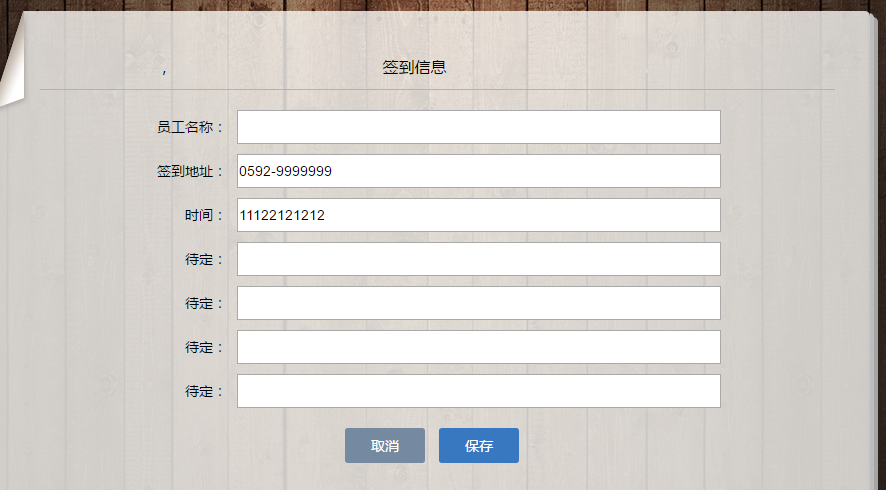 , 签到信息
员工名称：
签到地址：0592-9999999
时间：11122121212
待定：
待定：
待定：
待定：
取消 保存